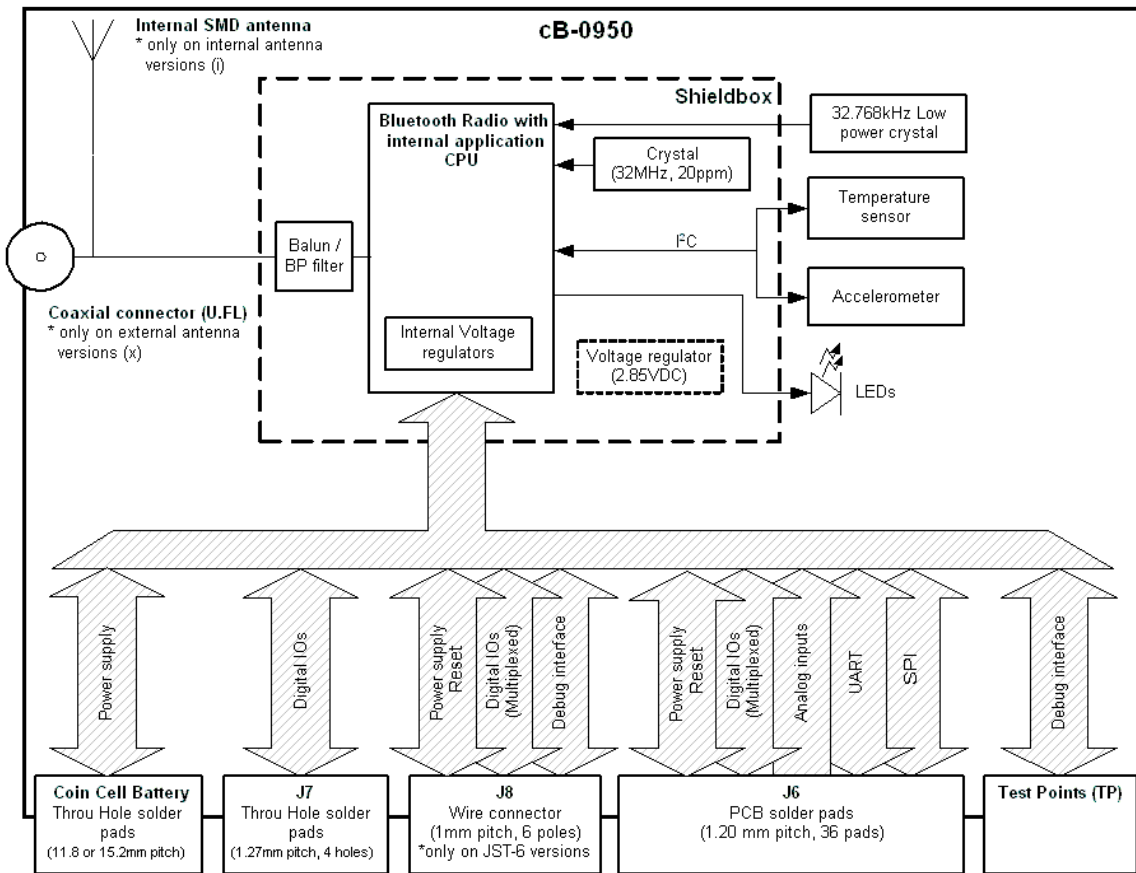 cB-0950
Internal SMD antenna
* only on internal antenna
versions (i)
Shieldbox
Bluetooth Radio with
internal application
CPU
32.768kHz Low
power crystal
Crystal
(32MHz, 20ppm)
Temperature
sensor
I²C
Balun /
BP filter
Accelerometer
Coaxial connector (U.FL)
* only on external antenna
versions (x)
Internal Voltage
regulators
Voltage regulator
(2.85VDC)
LEDs
Power supply
Digital IOs
Power supply
Reset
Digital IOs
(Multiplexed)
Debug interface
Power supply
Reset
Digital IOs
(Multiplexed)
Analog inputs
UART
SPI
Debug interface
Coin Cell Battery
Thru Hole solder
pads
(11.8 or 15.2mm pitch)
J7
Thru Hole solder
pads
(1.27mm pitch, 4 holes)
J8
Wire connector
(1mm pitch, 6 poles)
*only on JST-6 versions
J6
PCB solder pads
(1.20 mm pitch, 36 pads)
Test Points (TP)